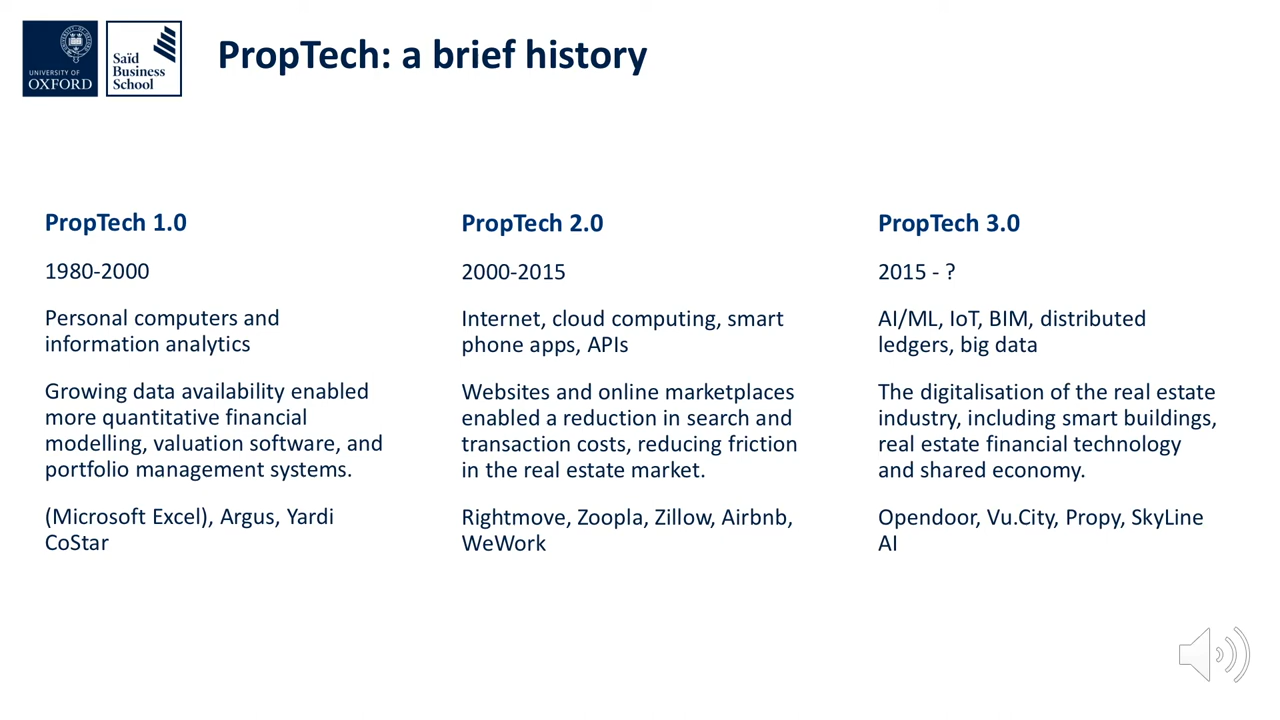 UNIVERSITY OF
OXFORD
Saïd
Business
School
PropTech: a brief history
PropTech 1.0
1980-2000
Personal computers and
information analytics
Growing data availability enabled
more quantitative financial
modelling, valuation software, and
portfolio management systems.
(Microsoft Excel), Argus, Yardi
CoStar
PropTech 2.0
2000-2015
Internet, cloud computing, smart
phone apps, APIs
Websites and online marketplaces
enabled a reduction in search and
transaction costs, reducing friction
in the real estate market.
Rightmove, Zoopla, Zillow, Airbnb,
WeWork
PropTech 3.0
2015 - ?
AI/ML, IoT, BIM, distributed
ledgers, big data
The digitalisation of the real estate
industry, including smart buildings,
real estate financial technology
and shared economy.
Opendoor, Vu.City, Propy, SkyLine
AI